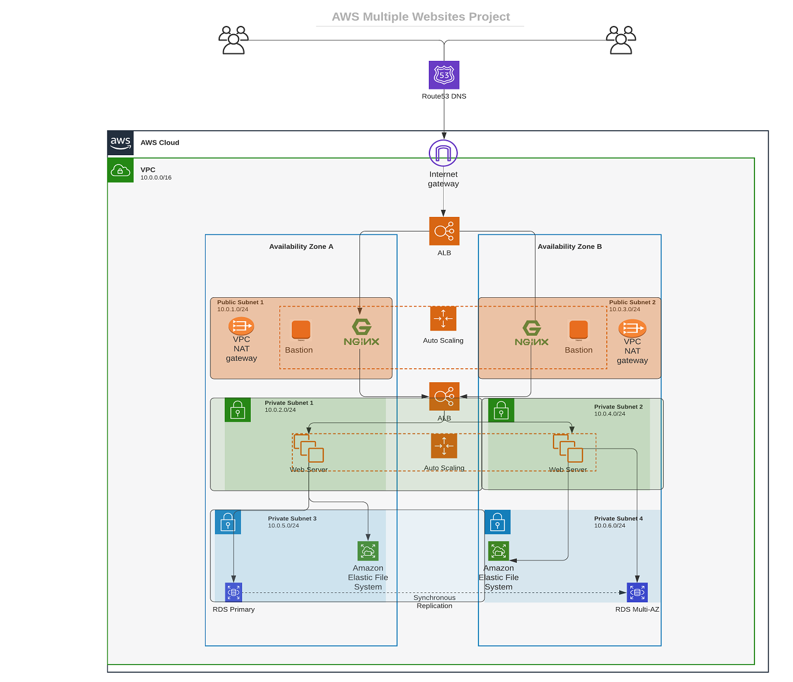 AWS Multiple Websites Project
53
Route53 DNS
aws
AWS Cloud
VPC
10.0.0.0/16
Internet
gateway
ALB
Availability Zone A
Availability Zone B
Public Subnet 1
10.0.1.0/24
VPC
NAT
gateway
Bastion
NGINX
Auto Scaling
NGINX
Bastion
Public Subnet 2
10.0.3.0/24
VPC
NAT
gateway
ALB
Private Subnet 1
10.0.2.0/24
Private Subnet 2
10.0.4.0/24
Web Server
Auto Scaling
Web Server
Private Subnet 3
10.0.5.0/24
Private Subnet 4
10.0.6.0/24
Amazon
Elastic File
System
Amazon
Elastic File
System
RDS Primary
Synchronous
Replication
RDS Multi-AZ